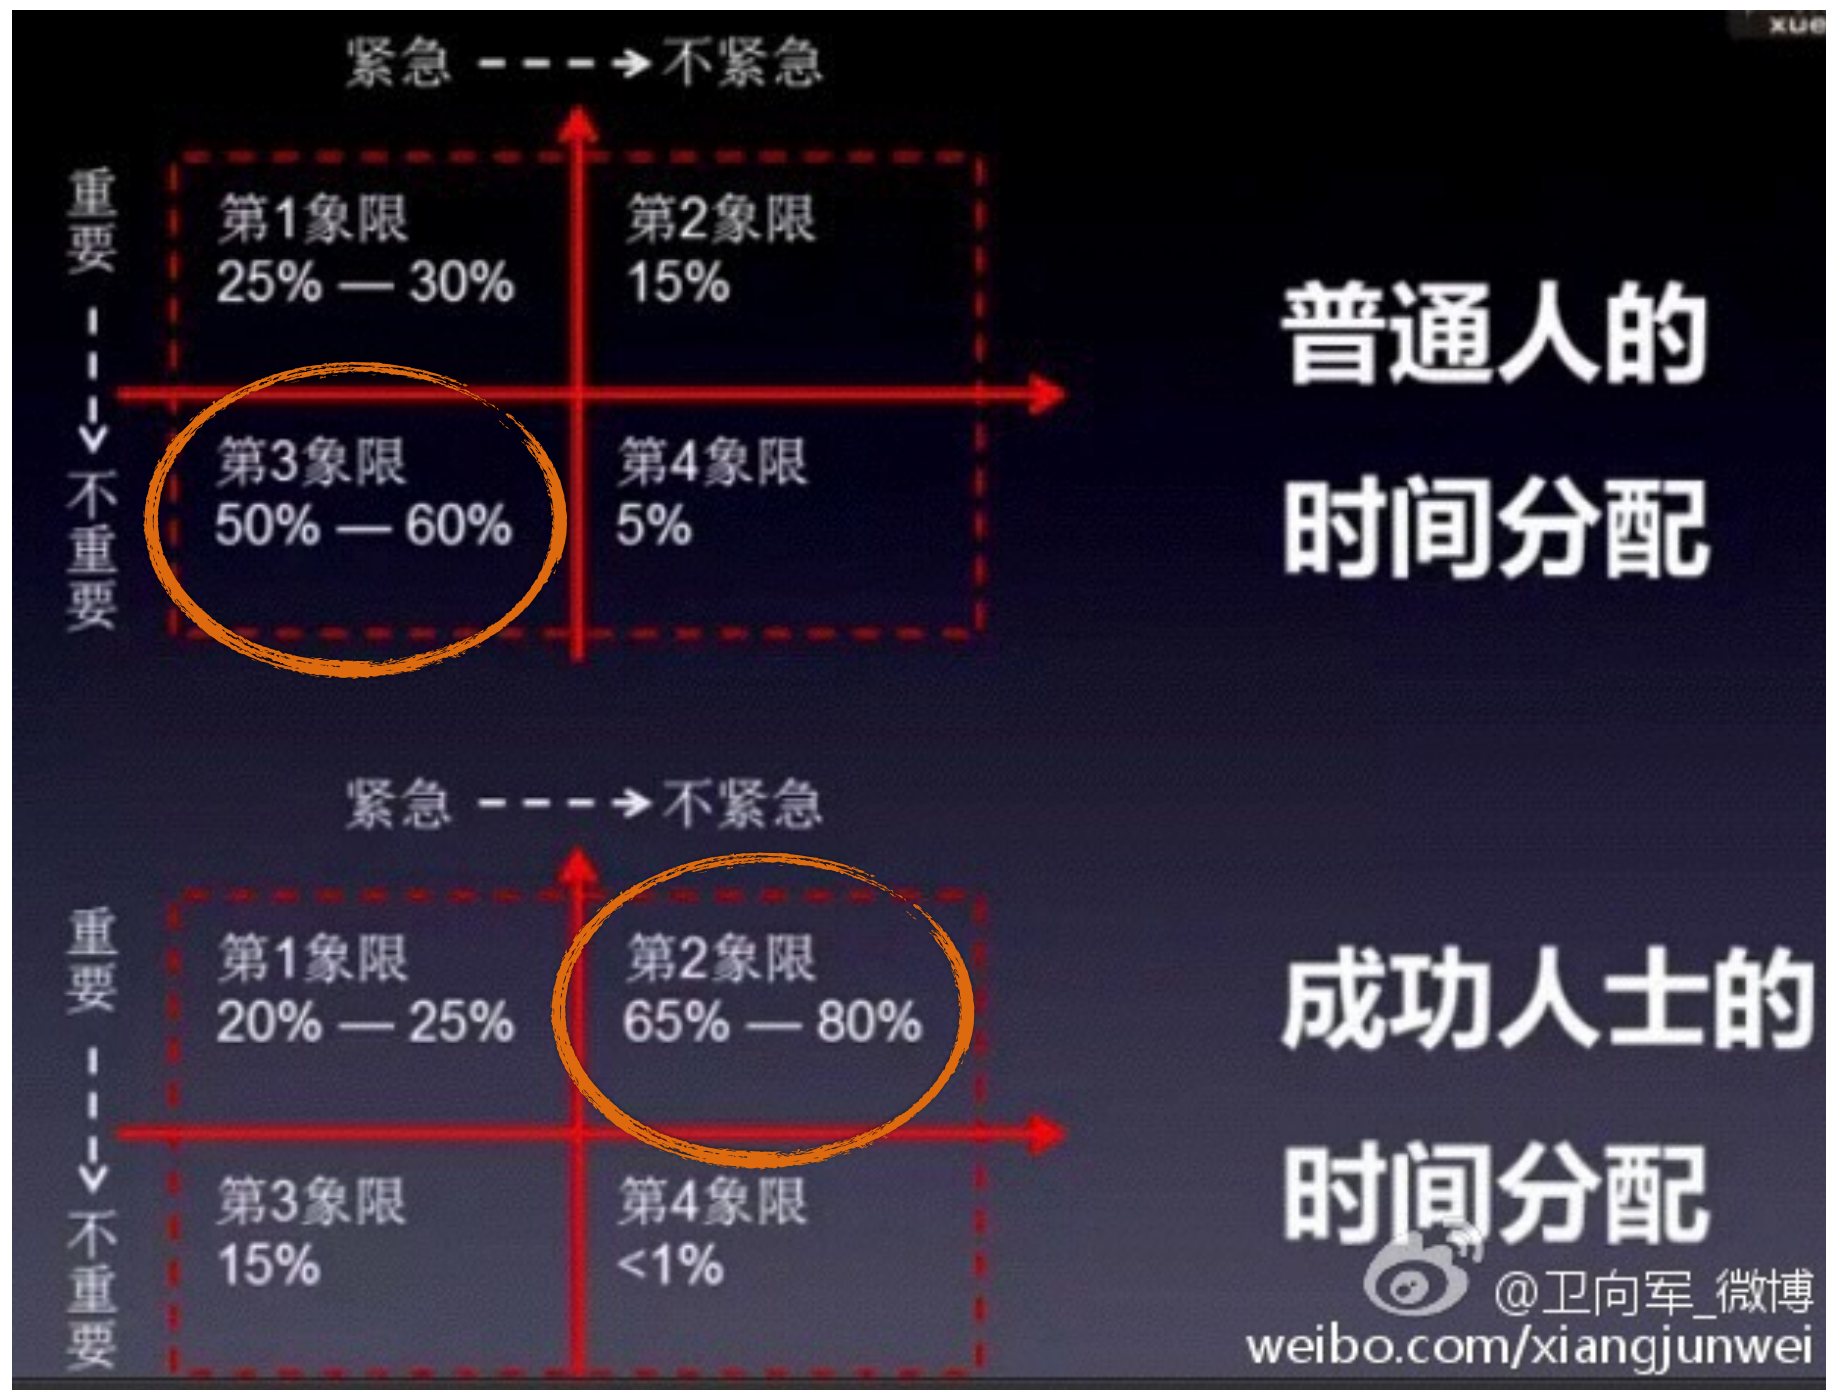 xue
紧急 ---→ 不紧急
重要 ---→ 不重要
第1象限
25% — 30%
第2象限
15%
第3象限
50% — 60%
第4象限
5%
普通人的
时间分配
紧急 ---→ 不紧急
重要 ---→ 不重要
第1象限
20% — 25%
第2象限
65% — 80%
第3象限
15%
第4象限
<1%
成功人士的
时间分配
@卫向军_微博
weibo.com/xiangjunwei